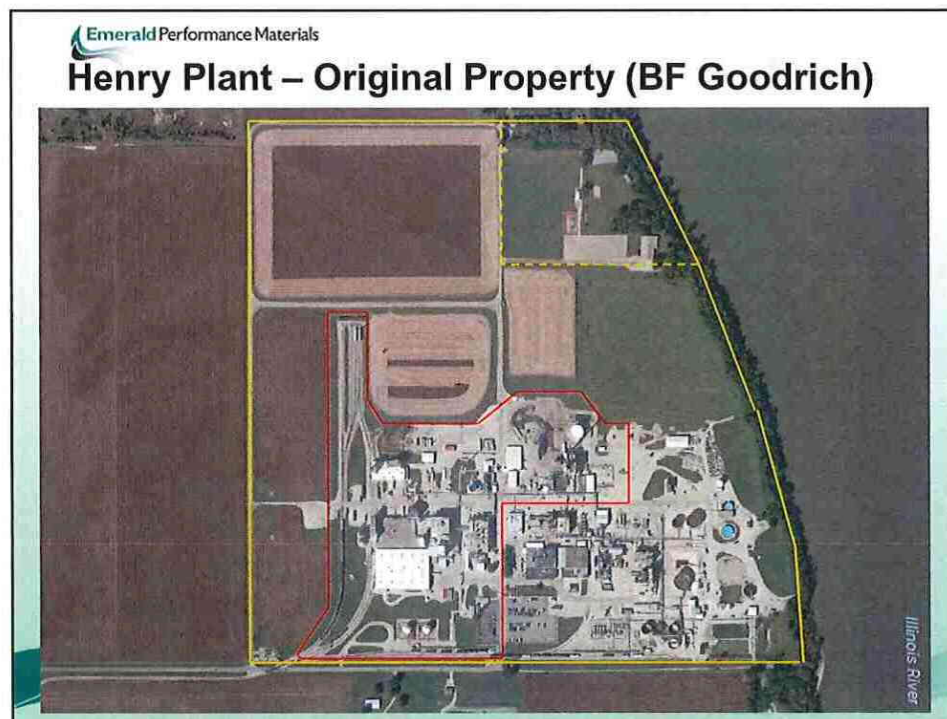 Emerald Performance Materials
Henry Plant – Original Property (BF Goodrich)
Illinois River